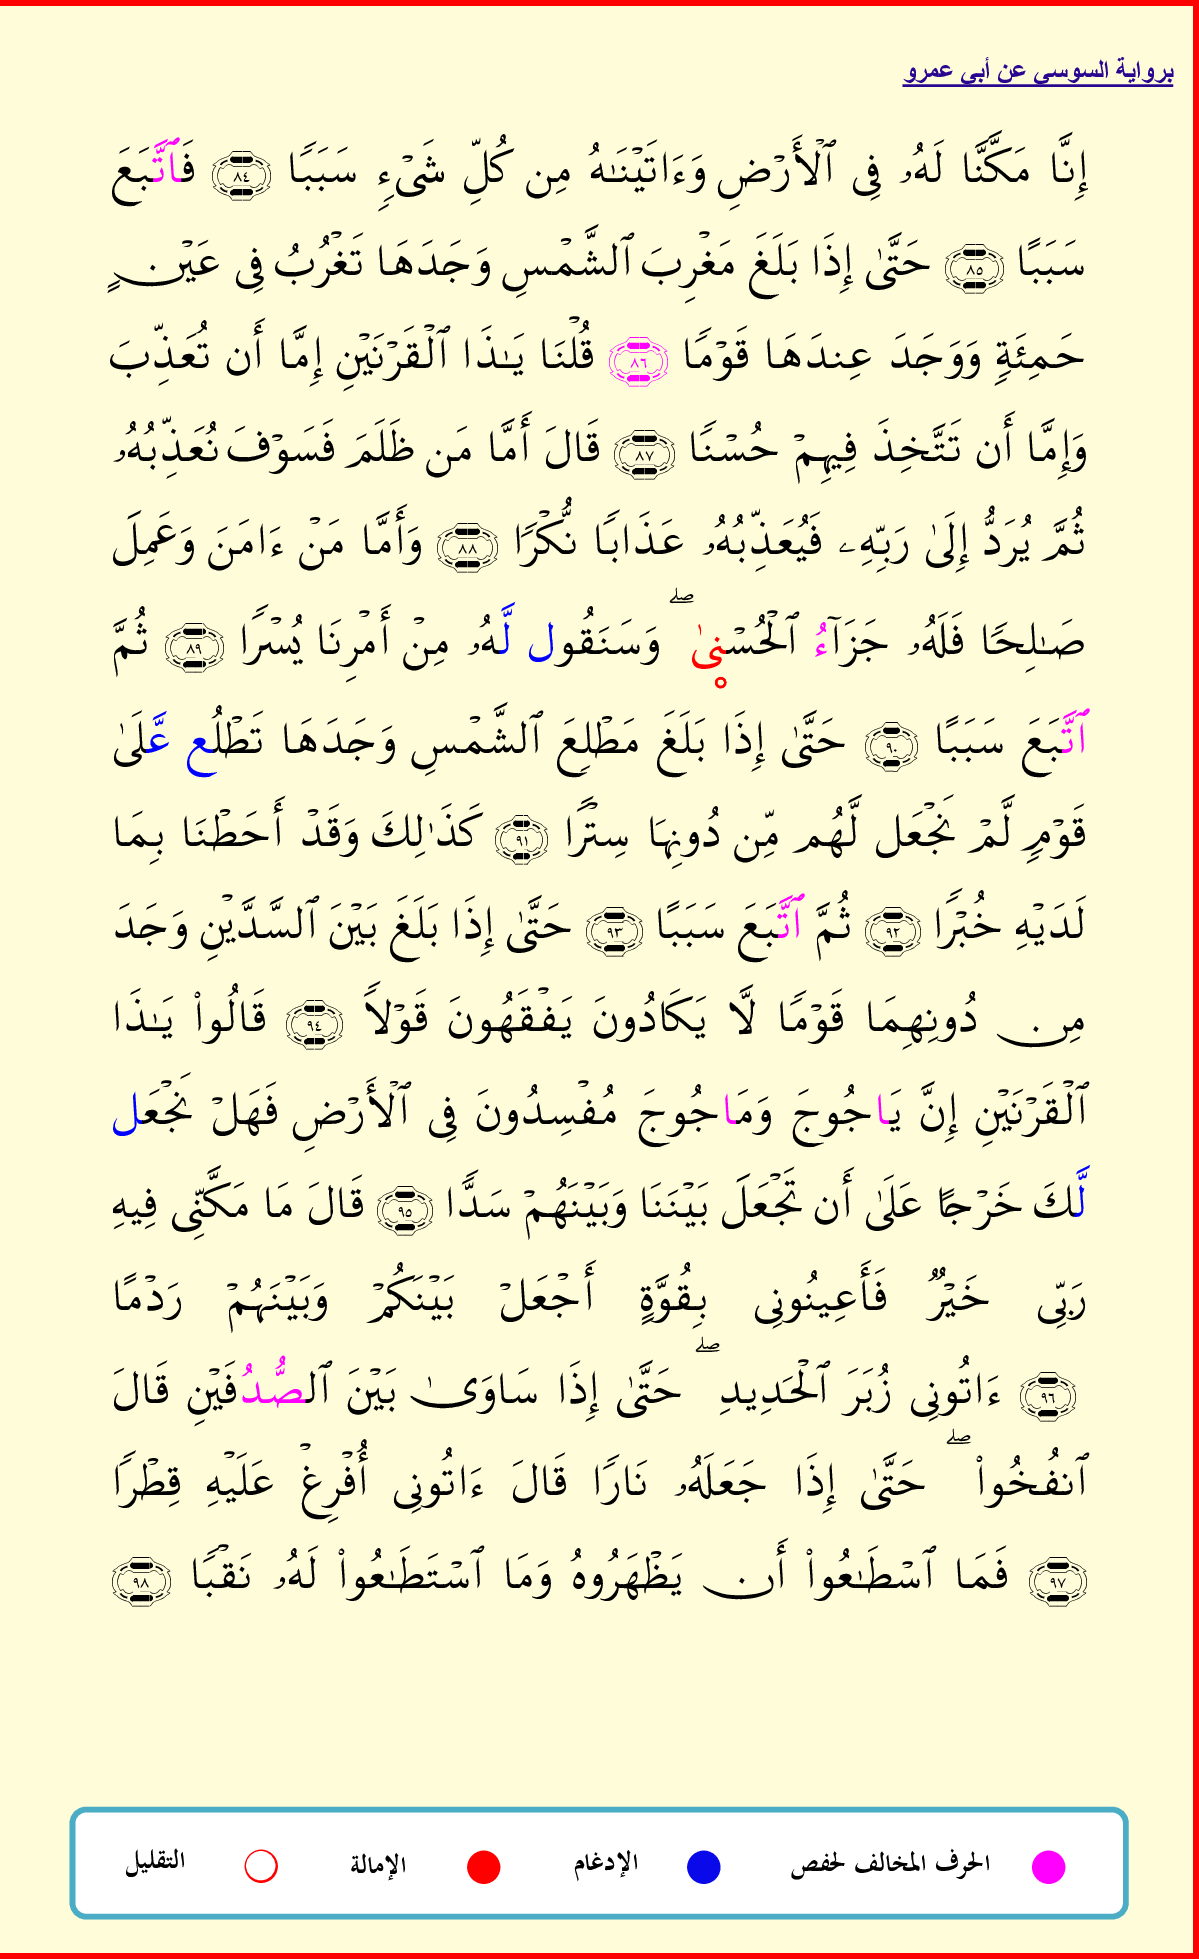 برواية السوسي عن أبي عمرو
إِنَّا مَكَّنَّا لَهُۥ فِى ٱلۡأَرۡضِ وَءَاتَيۡنَٰهُ مِن كُلِّ شَىۡءٖ سَبَبٗا ٨٤ فَٱتَّبَعَ
سَبَبًا ٨٥ حَتَّىٰ إِذَا بَلَغَ مَغۡرِبَ ٱلشَّمۡسِ وَجَدَهَا تَغۡرُبُ فِى عَيۡنٍ
حَمِئَةٖ وَوَجَدَ عِندَهَا قَوۡمٗا ٨٦ قُلۡنَا يَٰذَا ٱلۡقَرۡنَيۡنِ إِمَّا أَن تُعَذِّبَ
وَإِمَّا أَن تَتَّخِذَ فِيهِمۡ حُسۡنٗا ٨٧ قَالَ أَمَّا مَن ظَلَمَ فَسَوۡفَ نُعَذِّبُهُۥ
ثُمَّ يُرَدُّ إِلَىٰ رَبِّهِۦ فَيُعَذِّبُهُۥ عَذَابٗا نُّكۡرٗا ٨٨ وَأَمَّا مَنۡ ءَامَنَ وَعَمِلَ
صَٰلِحٗا فَلَهُۥ جَزَآءُ ٱلۡحُسۡنىٰۖ وَسَنَقُول لَّهُۥ مِنۡ أَمۡرِنَا يُسۡرٗا ٨٩ ثُمَّ
ٱتَّبَعَ سَبَبًا ٩٠ حَتَّىٰ إِذَا بَلَغَ مَطۡلِعَ ٱلشَّمۡسِ وَجَدَهَا تَطۡلُع عَّلَىٰ
قَوۡمٖ لَّمۡ نَجۡعَل لَّهُم مِّن دُونِهَا سِتۡرٗا ٩١ كَذَٰلِكَ وَقَدۡ أَحَطۡنَا بِمَا
لَدَيۡهِ خُبۡرٗا ٩٢ ثُمَّ ٱتَّبَعَ سَبَبًا ٩٣ حَتَّىٰ إِذَا بَلَغَ بَيۡنَ ٱلسَّدَّيۡنِ وَجَدَ
مِن دُونِهِمَا قَوۡمٗا لَّا يَكَادُونَ يَفۡقَهُونَ قَوۡلٗا ٩٤ قَالُواْ يَٰذَا
ٱلۡقَرۡنَيۡنِ إِنَّ يَاجُوجَ وَمَاجُوجَ مُفۡسِدُونَ فِى ٱلۡأَرۡضِ فَهَلۡ نَجۡعَل
لَّكَ خَرۡجًا عَلَىٰ أَن تَجۡعَلَ بَيۡنَنَا وَبَيۡنَهُمۡ سَدّٗا ٩٥ قَالَ مَا مَكَّنِّى فِيهِ
رَبِّى خَيۡرٞ فَأَعِينُونِى بِقُوَّةٍ أَجۡعَلۡ بَيۡنَكُمۡ وَبَيۡنَهُمۡ رَدۡمًا
٩٦ ءَاتُونِى زُبَرَ ٱلۡحَدِيدِۖ حَتَّىٰ إِذَا سَاوَىٰ بَيۡنَ ٱلصُّدُفَيۡنِ قَالَ
ٱنفُخُواْۖ حَتَّىٰ إِذَا جَعَلَهُۥ نَارٗا قَالَ ءَاتُونِى أُفۡرِغۡ عَلَيۡهِ قِطۡرٗا
٩٧ فَمَا ٱسۡطَٰعُواْ أَن يَظۡهَرُوهُ وَمَا ٱسۡتَطَٰعُواْ لَهُۥ نَقۡبٗا ٩٨
الحرف المخالف لحفص الإدغام الإمالة التقليل